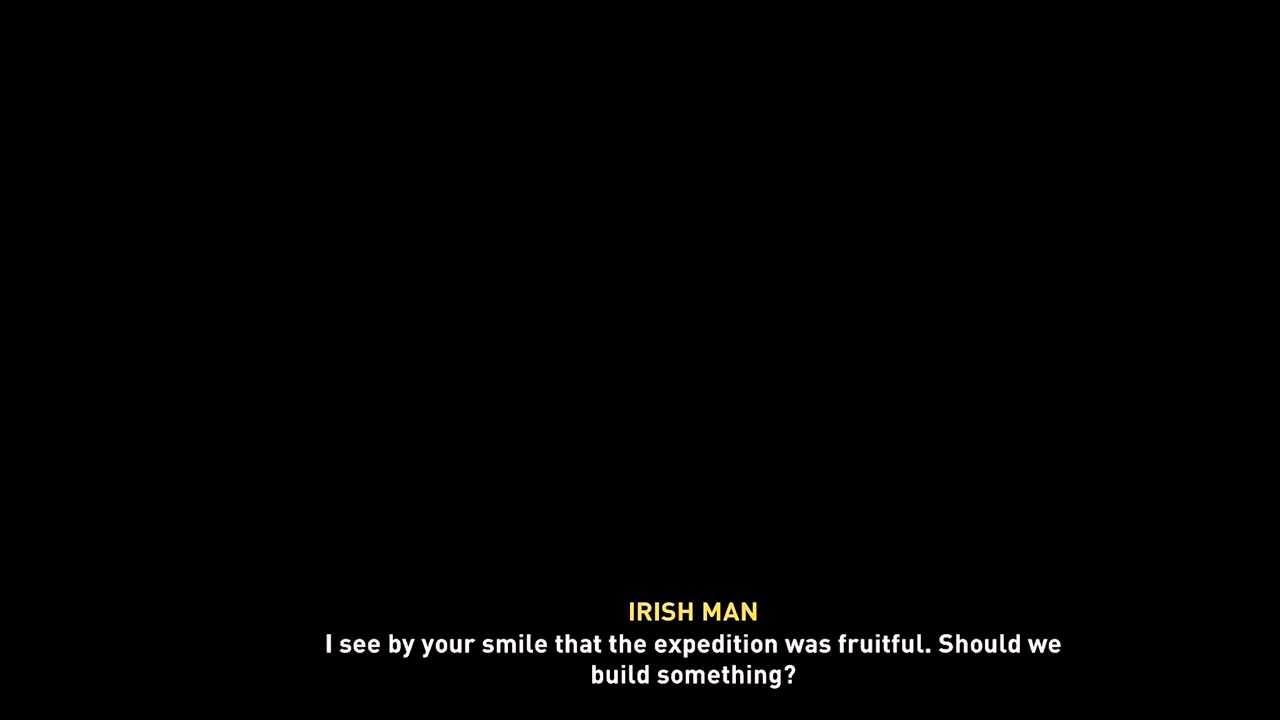 IRISH MAN
I see by your smile that the expedition was fruitful. Should we
build something?